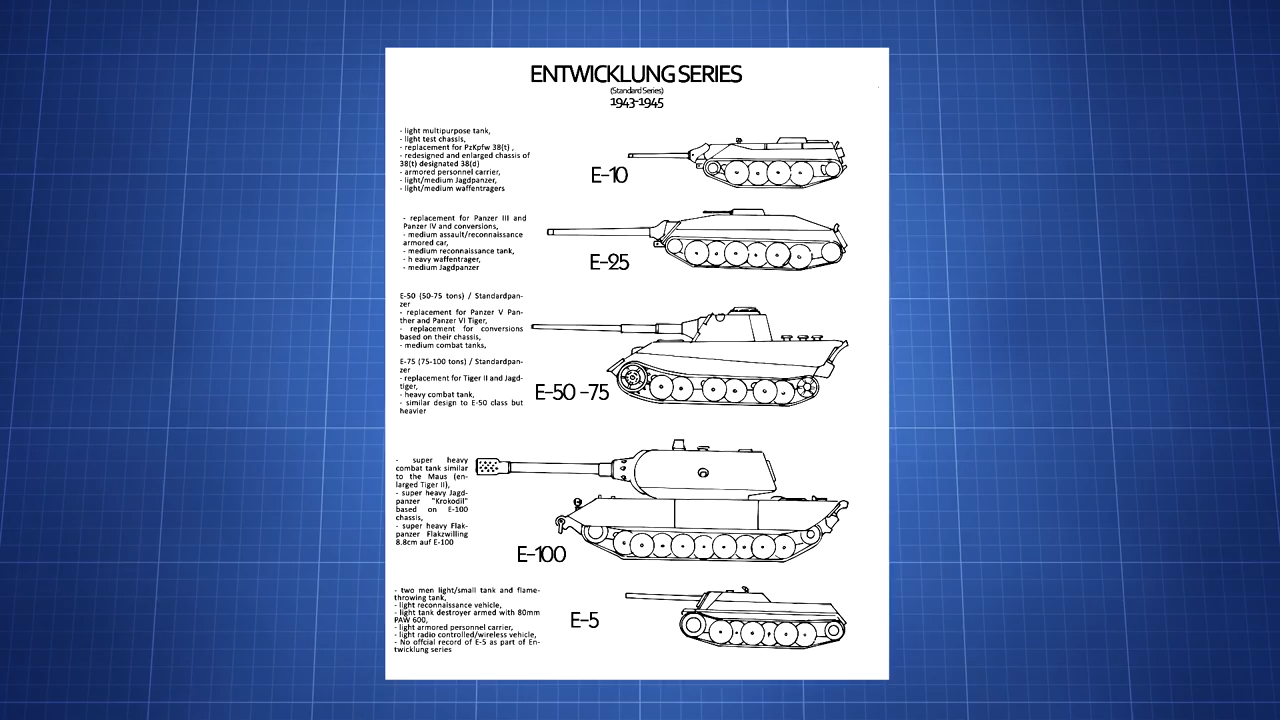 ENTWICKLUNG SERIES
(Standard Series)
1943-1945
- light multipurpose tank,
- light test chassis,
- replacement for PzKpfw 38(t) ,
- redesigned and enlarged chassis of
38(t) designated 38(d)
- armored personnel carrier,
- light/medium Jagdpanzer,
- light/medium waffentragers
E-10
- replacement for Panzer III and
Panzer IV and conversions,
- medium assault/reconnaissance
armored car,
- medium reconnaissance tank,
- h eavy waffentrager,
- medium Jagdpanzer
E-25
E-50 (50-75 tons) / Standardpan-
zer
- replacement for Panzer V Pan-
ther and Panzer VI Tiger,
- replacement for conversions
based on their chassis,
- medium combat tanks,
E-75 (75-100 tons) / Standardpan-
zer
- replacement for Tiger II and Jagd-
tiger,
- heavy combat tank,
- similar design to E-50 class but
heavier
E-50 -75
- super heavy
combat tank similar
to the Maus (en-
larged Tiger II),
- super heavy Jagd-
panzer "Krokodil"
based on E-100
chassis,
- super heavy Flak-
panzer Flakzwilling
8.8cm auf E-100
E-100
- two men light/small tank and flame-
throwing tank,
- light reconnaissance vehicle,
- light tank destroyer armed with 80mm
PAW 600,
- light armored personnel carrier,
- light radio controlled/wireless vehicle,
- No offcial record of E-5 as part of En-
twicklung series
E-5